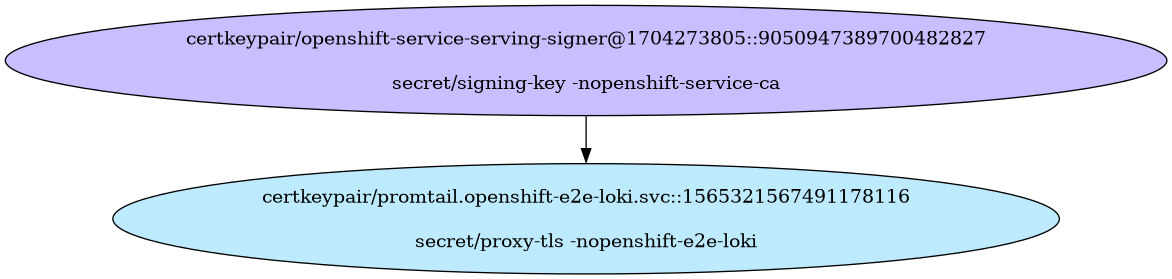 certkeypair/openshift-service-serving-signer@1704273805::9050947389700482827
secret/signing-key -nopenshift-service-ca
certkeypair/promtail.openshift-e2e-loki.svc::1565321567491178116
secret/proxy-tls -nopenshift-e2e-loki